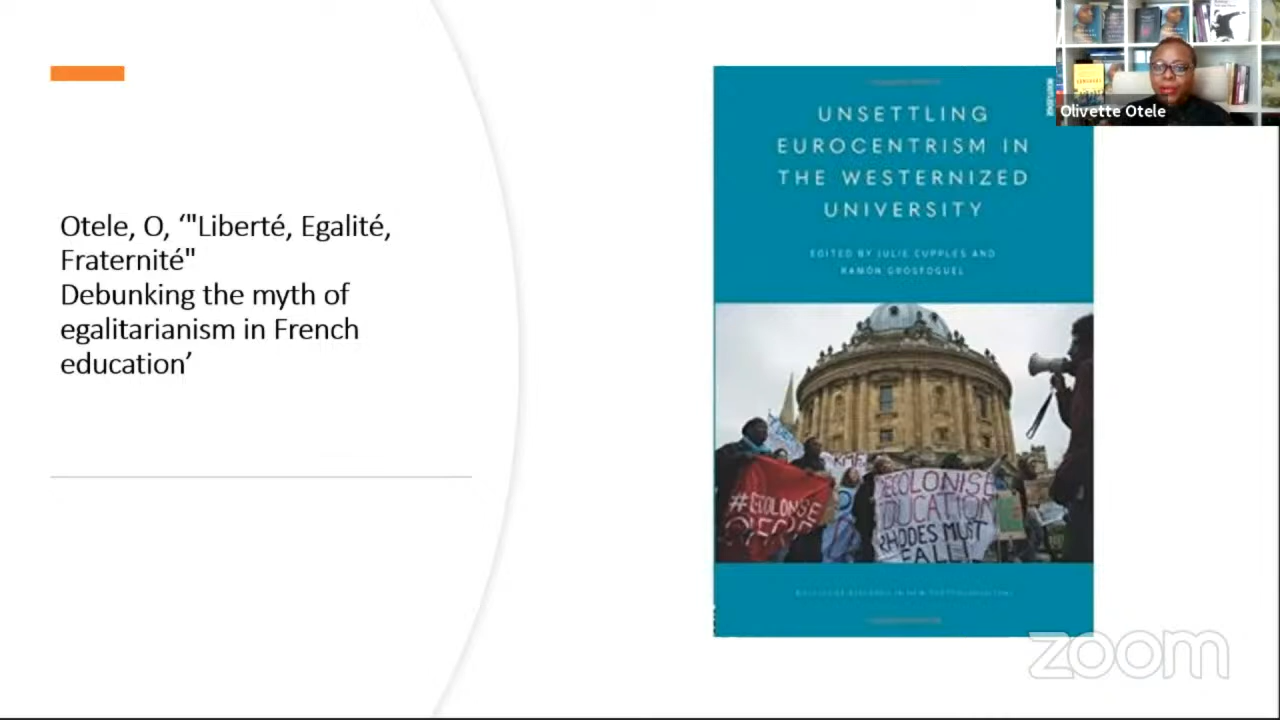 Otele, O, ‘"Liberté, Egalité,
Fraternité"
Debunking the myth of
egalitarianism in French
education’
UNSETTLING
EUROCENTRISM IN
THE WESTERNIZED
UNIVERSITY
EDITED BY JULIE CUPPLES AND
RAMÓN GROSFOGUEL
DECOLONISE
EDUCATION
RHODES MUST
FALL!
Olivette Otele
zoom